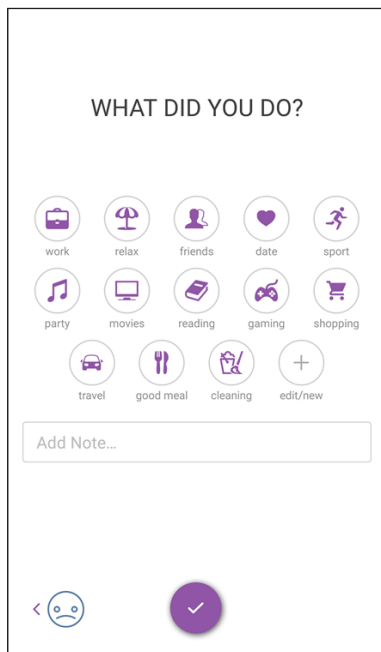 WHAT DID YOU DO?
work relax friends date sport
party movies reading gaming shopping
travel good meal cleaning edit/new
Add Note...